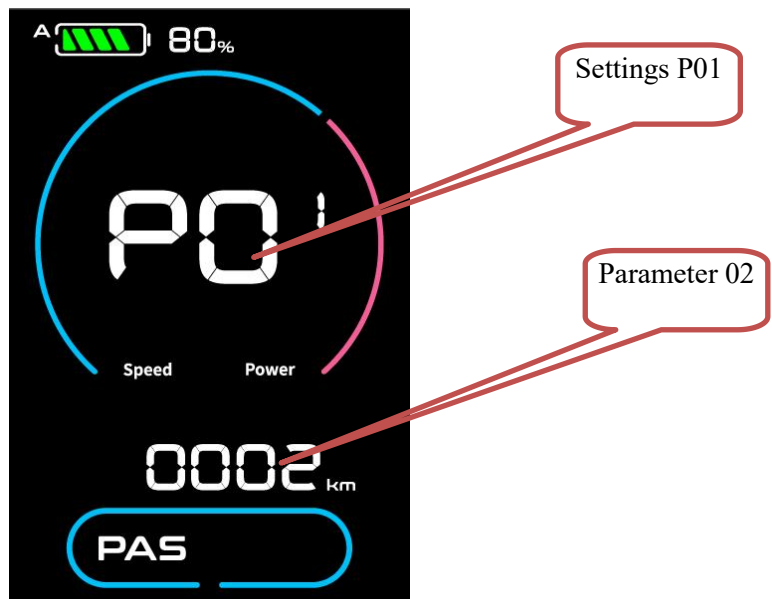 A 80%
Settings P01
P01
Parameter 02
Speed Power
0002 km
PAS